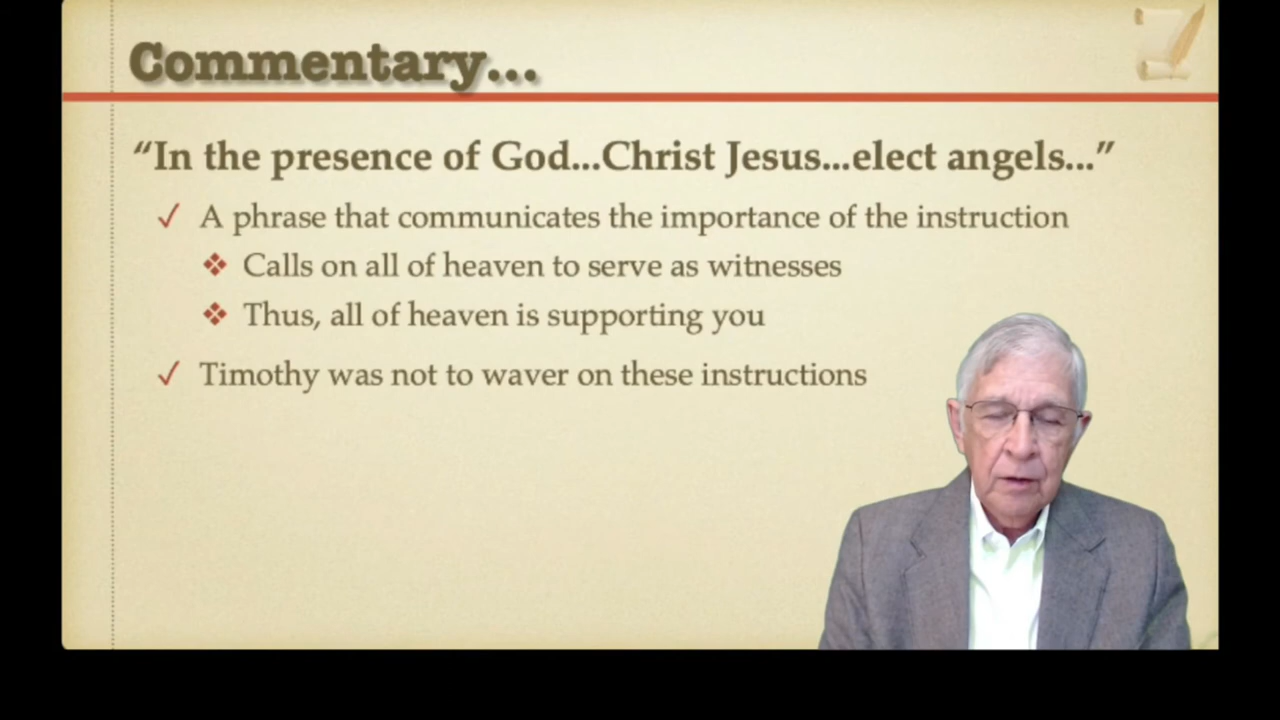 Commentary...
“In the presence of God...Christ Jesus...elect angels...”
✓ A phrase that communicates the importance of the instruction
❖ Calls on all of heaven to serve as witnesses
❖ Thus, all of heaven is supporting you
✓ Timothy was not to waver on these instructions